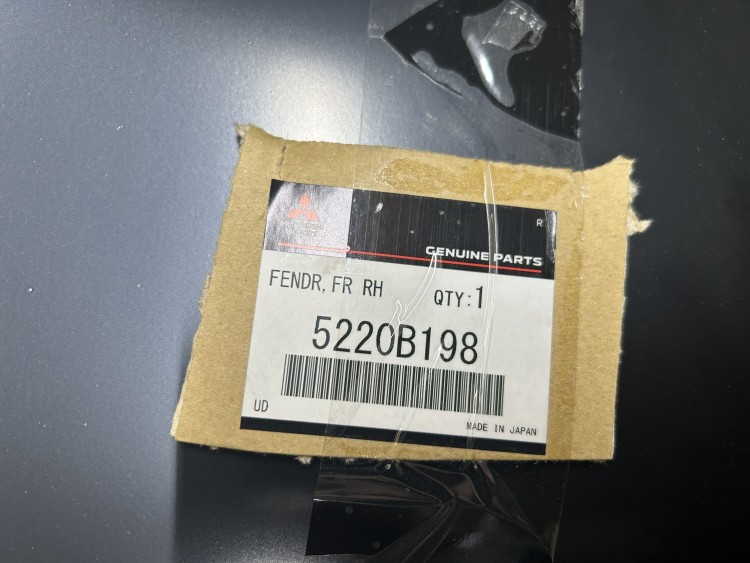 R
GENUINE PARTS
FENDR, FR RH QTY:1
5220B198
UD
MADE IN JAPAN